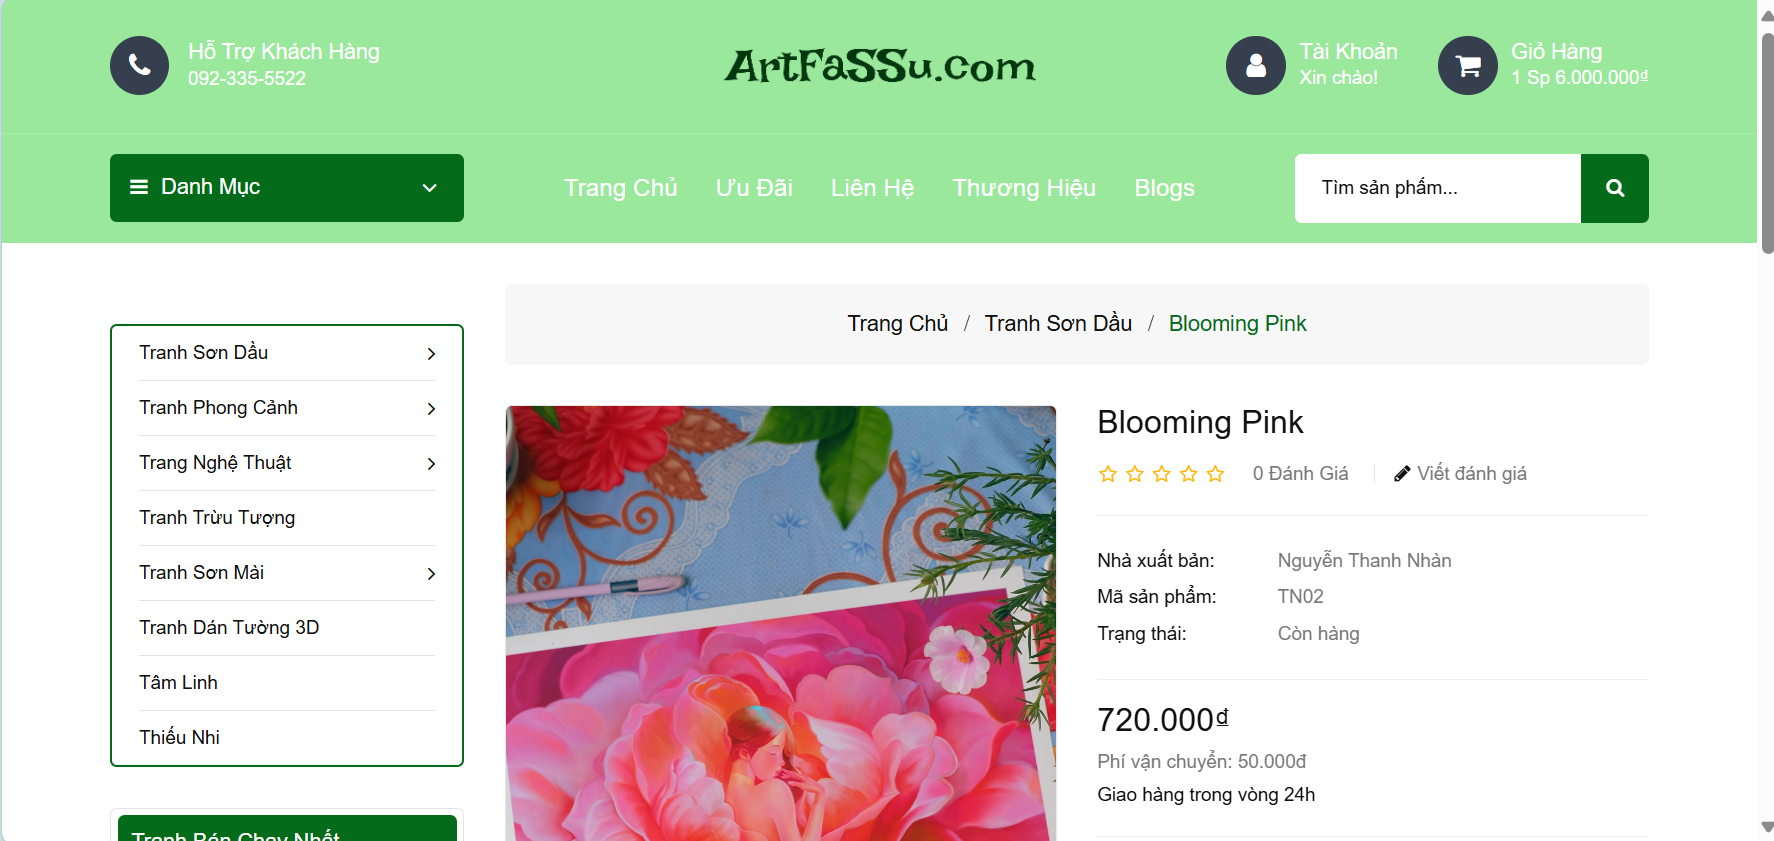 Hỗ Trợ Khách Hàng
092-335-5522
ArtFaSSu.com
Tài Khoản
Xin chào!
Giỏ Hàng
1 Sp 6.000.000₫
Danh Mục
Trang Chủ
Ưu Đãi
Liên Hệ
Thương Hiệu
Blogs
Tìm sản phẩm...
Trang Chủ / Tranh Sơn Dầu / Blooming Pink
Tranh Sơn Dầu
Tranh Phong Cảnh
Trang Nghệ Thuật
Tranh Trừu Tượng
Tranh Sơn Mài
Tranh Dán Tường 3D
Tâm Linh
Thiếu Nhi
Tranh Bán Chạy Nhất
Blooming Pink
0 Đánh Giá
Viết đánh giá
Nhà xuất bản: Nguyễn Thanh Nhàn
Mã sản phẩm: TN02
Trạng thái: Còn hàng
720.000₫
Phí vận chuyển: 50.000đ
Giao hàng trong vòng 24h